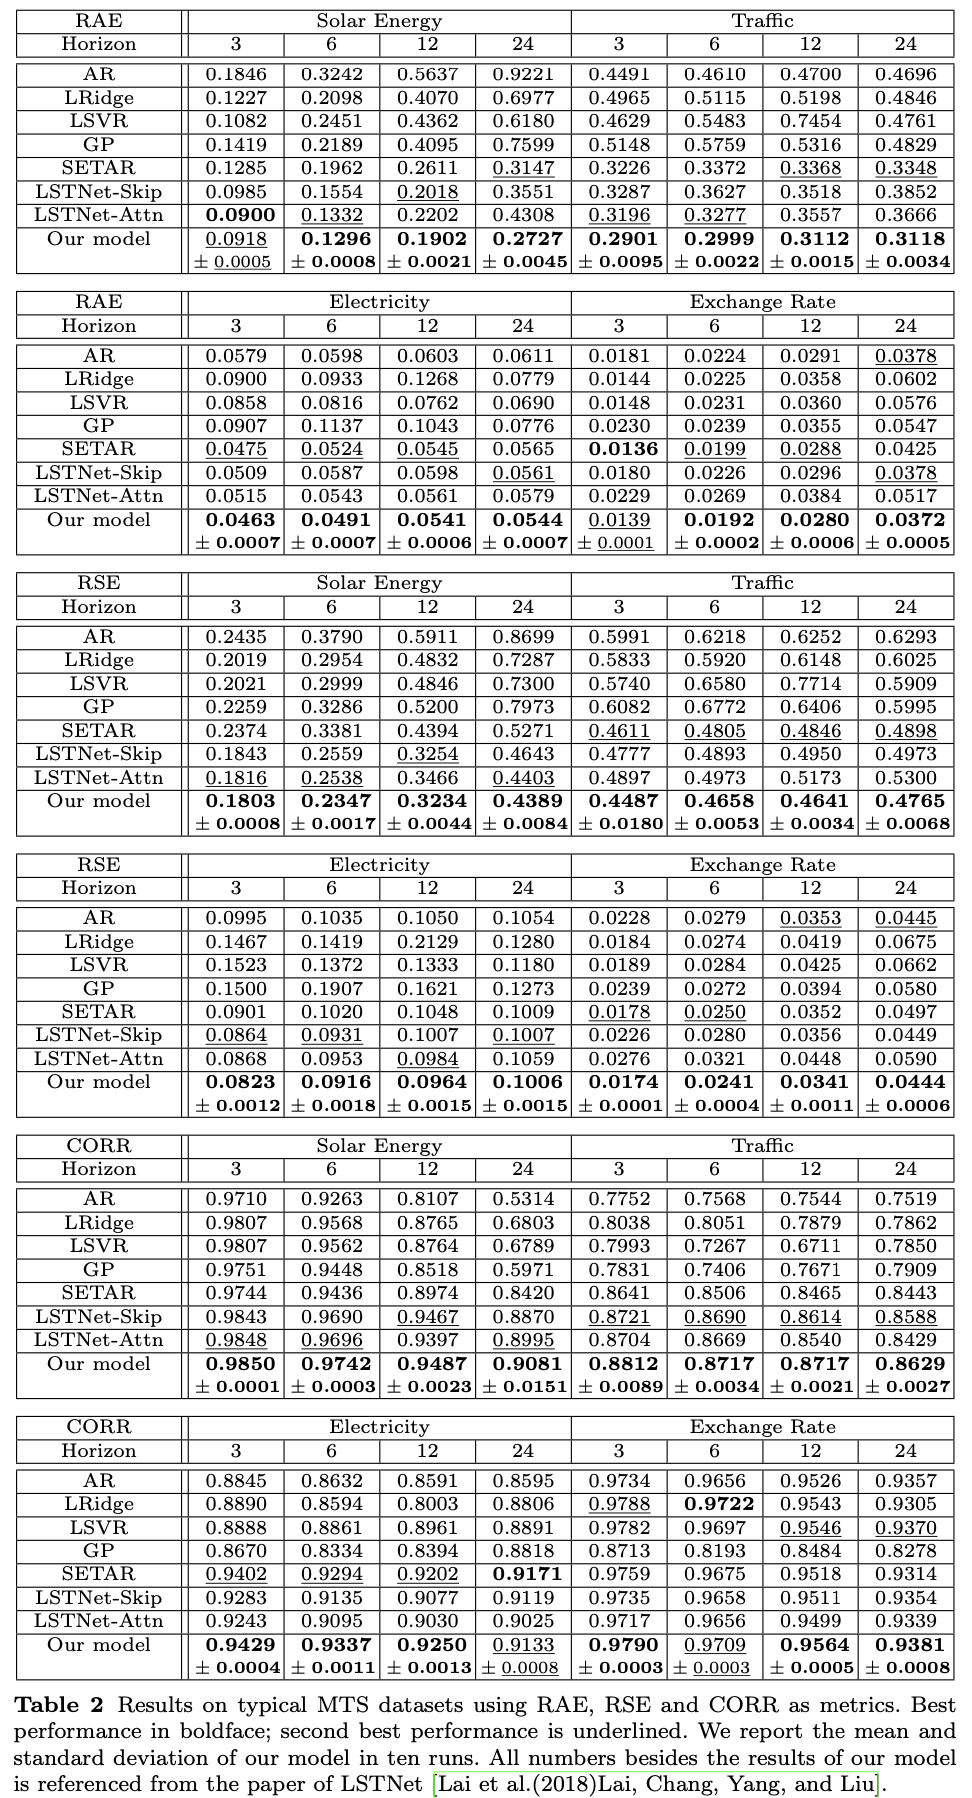 RAE Solar Energy Traffic
Horizon 3 6 12 24 3 6 12 24
AR 0.1846 0.3242 0.5637 0.9221 0.4491 0.4610 0.4700 0.4696
LRidge 0.1227 0.2098 0.4070 0.6977 0.4965 0.5115 0.5198 0.4846
LSVR 0.1082 0.2451 0.4362 0.6180 0.4629 0.5483 0.7454 0.4761
GP 0.1419 0.2189 0.4095 0.7599 0.5148 0.5759 0.5316 0.4829
SETAR 0.1285 0.1962 0.2611 0.3147 0.3226 0.3372 0.3368 0.3348
LSTNet-Skip 0.0985 0.1554 0.2018 0.3551 0.3287 0.3627 0.3518 0.3852
LSTNet-Attn 0.0900 0.1332 0.2202 0.4308 0.3196 0.3277 0.3557 0.3666
Our model 0.0918 0.1296 0.1902 0.2727 0.2901 0.2999 0.3112 0.3118
± 0.0005 ± 0.0008 ± 0.0021 ± 0.0045 ± 0.0095 ± 0.0022 ± 0.0015 ± 0.0034
RAE Electricity Exchange Rate
Horizon 3 6 12 24 3 6 12 24
AR 0.0579 0.0598 0.0603 0.0611 0.0181 0.0224 0.0291 0.0378
LRidge 0.0900 0.0933 0.1268 0.0779 0.0144 0.0225 0.0358 0.0602
LSVR 0.0858 0.0816 0.0762 0.0690 0.0148 0.0231 0.0360 0.0576
GP 0.0907 0.1137 0.1043 0.0776 0.0230 0.0239 0.0355 0.0547
SETAR 0.0475 0.0524 0.0545 0.0565 0.0136 0.0199 0.0288 0.0425
LSTNet-Skip 0.0509 0.0587 0.0598 0.0561 0.0180 0.0226 0.0296 0.0378
LSTNet-Attn 0.0515 0.0543 0.0561 0.0579 0.0229 0.0269 0.0384 0.0517
Our model 0.0463 0.0491 0.0541 0.0544 0.0139 0.0192 0.0280 0.0372
± 0.0007 ± 0.0007 ± 0.0006 ± 0.0007 ± 0.0001 ± 0.0002 ± 0.0006 ± 0.0005
RSE Solar Energy Traffic
Horizon 3 6 12 24 3 6 12 24
AR 0.2435 0.3790 0.5911 0.8699 0.5991 0.6218 0.6252 0.6293
LRidge 0.2019 0.2954 0.4832 0.7287 0.5833 0.5920 0.6148 0.6025
LSVR 0.2021 0.2999 0.4846 0.7300 0.5740 0.6580 0.7714 0.5909
GP 0.2259 0.3286 0.5200 0.7973 0.6082 0.6772 0.6406 0.5995
SETAR 0.2374 0.3381 0.4394 0.5271 0.4611 0.4805 0.4846 0.4898
LSTNet-Skip 0.1843 0.2559 0.3254 0.4643 0.4777 0.4893 0.4950 0.4973
LSTNet-Attn 0.1816 0.2538 0.3466 0.4403 0.4897 0.4973 0.5173 0.5300
Our model 0.1803 0.2347 0.3234 0.4389 0.4487 0.4658 0.4641 0.4765
± 0.0008 ± 0.0017 ± 0.0044 ± 0.0084 ± 0.0180 ± 0.0053 ± 0.0034 ± 0.0068
RSE Electricity Exchange Rate
Horizon 3 6 12 24 3 6 12 24
AR 0.0995 0.1035 0.1050 0.1054 0.0228 0.0279 0.0353 0.0445
LRidge 0.1467 0.1419 0.2129 0.1280 0.0184 0.0274 0.0419 0.0675
LSVR 0.1523 0.1372 0.1333 0.1180 0.0189 0.0284 0.0425 0.0662
GP 0.1500 0.1907 0.1621 0.1273 0.0239 0.0272 0.0394 0.0580
SETAR 0.0901 0.1020 0.1048 0.1009 0.0178 0.0250 0.0352 0.0497
LSTNet-Skip 0.0864 0.0931 0.1007 0.1007 0.0226 0.0280 0.0356 0.0449
LSTNet-Attn 0.0868 0.0953 0.0984 0.1059 0.0276 0.0321 0.0448 0.0590
Our model 0.0823 0.0916 0.0964 0.1006 0.0174 0.0241 0.0341 0.0444
± 0.0012 ± 0.0018 ± 0.0015 ± 0.0015 ± 0.0001 ± 0.0004 ± 0.0011 ± 0.0006
CORR Solar Energy Traffic
Horizon 3 6 12 24 3 6 12 24
AR 0.9710 0.9263 0.8107 0.5314 0.7752 0.7568 0.7544 0.7519
LRidge 0.9807 0.9568 0.8765 0.6803 0.8038 0.8051 0.7879 0.7862
LSVR 0.9807 0.9562 0.8764 0.6789 0.7993 0.7267 0.6711 0.7850
GP 0.9751 0.9448 0.8518 0.5971 0.7831 0.7406 0.7671 0.7909
SETAR 0.9744 0.9436 0.8974 0.8420 0.8641 0.8506 0.8465 0.8443
LSTNet-Skip 0.9843 0.9690 0.9467 0.8870 0.8721 0.8690 0.8614 0.8588
LSTNet-Attn 0.9848 0.9696 0.9397 0.8995 0.8704 0.8669 0.8540 0.8429
Our model 0.9850 0.9742 0.9487 0.9081 0.8812 0.8717 0.8717 0.8629
± 0.0001 ± 0.0003 ± 0.0023 ± 0.0151 ± 0.0089 ± 0.0034 ± 0.0021 ± 0.0027
CORR Electricity Exchange Rate
Horizon 3 6 12 24 3 6 12 24
AR 0.8845 0.8632 0.8591 0.8595 0.9734 0.9656 0.9526 0.9357
LRidge 0.8890 0.8594 0.8003 0.8806 0.9788 0.9722 0.9543 0.9305
LSVR 0.8888 0.8861 0.8961 0.8891 0.9782 0.9697 0.9546 0.9370
GP 0.8670 0.8334 0.8394 0.8818 0.8713 0.8193 0.8484 0.8278
SETAR 0.9402 0.9294 0.9202 0.9171 0.9759 0.9675 0.9518 0.9314
LSTNet-Skip 0.9283 0.9135 0.9077 0.9119 0.9735 0.9658 0.9511 0.9354
LSTNet-Attn 0.9243 0.9095 0.9030 0.9025 0.9717 0.9656 0.9499 0.9339
Our model 0.9429 0.9337 0.9250 0.9133 0.9790 0.9709 0.9564 0.9381
± 0.0004 ± 0.0011 ± 0.0013 ± 0.0008 ± 0.0003 ± 0.0003 ± 0.0005 ± 0.0008
Table 2 Results on typical MTS datasets using RAE, RSE and CORR as metrics. Best
performance in boldface; second best performance is underlined. We report the mean and
standard deviation of our model in ten runs. All numbers besides the results of our model
is referenced from the paper of LSTNet [Lai et al.(2018)Lai, Chang, Yang, and Liu].